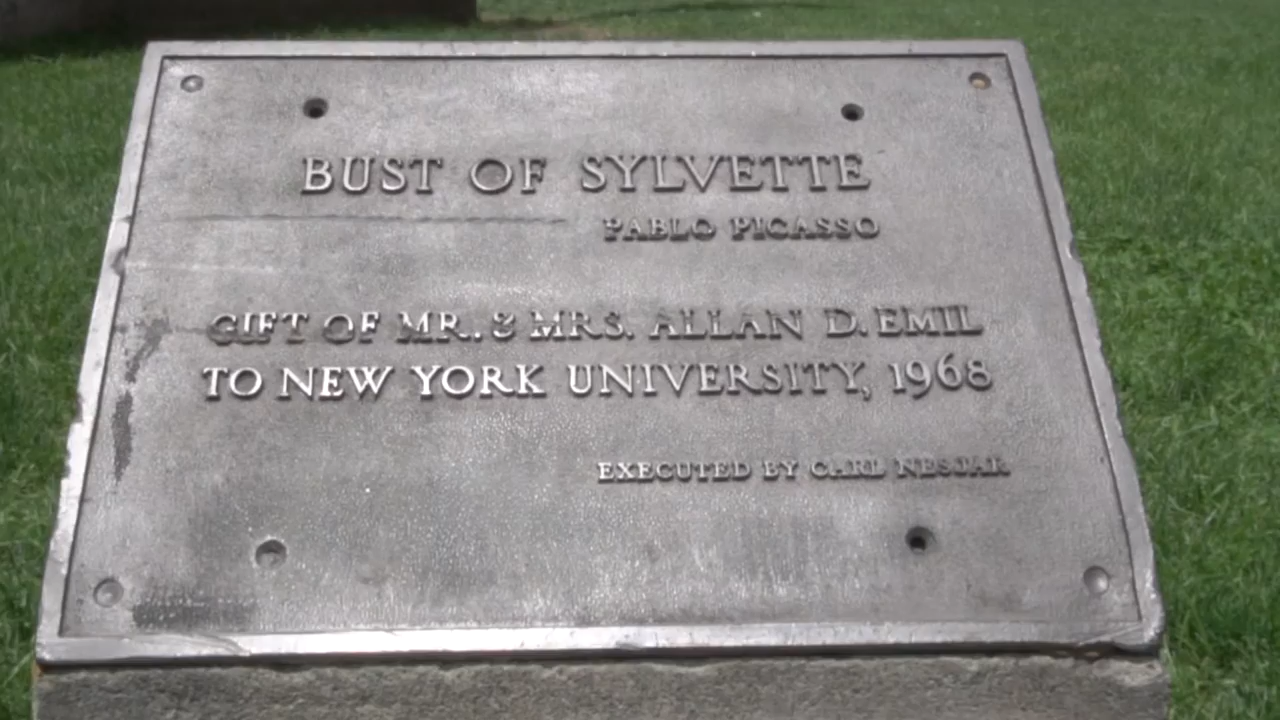 BUST OF SYLVETTE
PABLO PICASSO
GIFT OF MR. & MRS. ALLAN D. EMIL
TO NEW YORK UNIVERSITY, 1968
EXECUTED BY CARL NESJAR